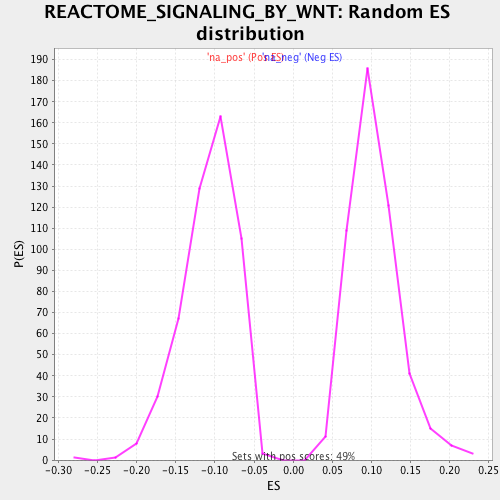 REACTOME_SIGNALING_BY_WNT: Random ES
distribution
'na_pos' (Pos ES) 'na_neg' (Neg ES)
190
180
170
160
150
140
130
120
110
100
90
80
70
60
50
40
30
20
10
0
P(ES)
Sets with pos scores: 49%
-0.30 -0.25 -0.20 -0.15 -0.10 -0.05 0.00 0.05 0.10 0.15 0.20 0.25
ES